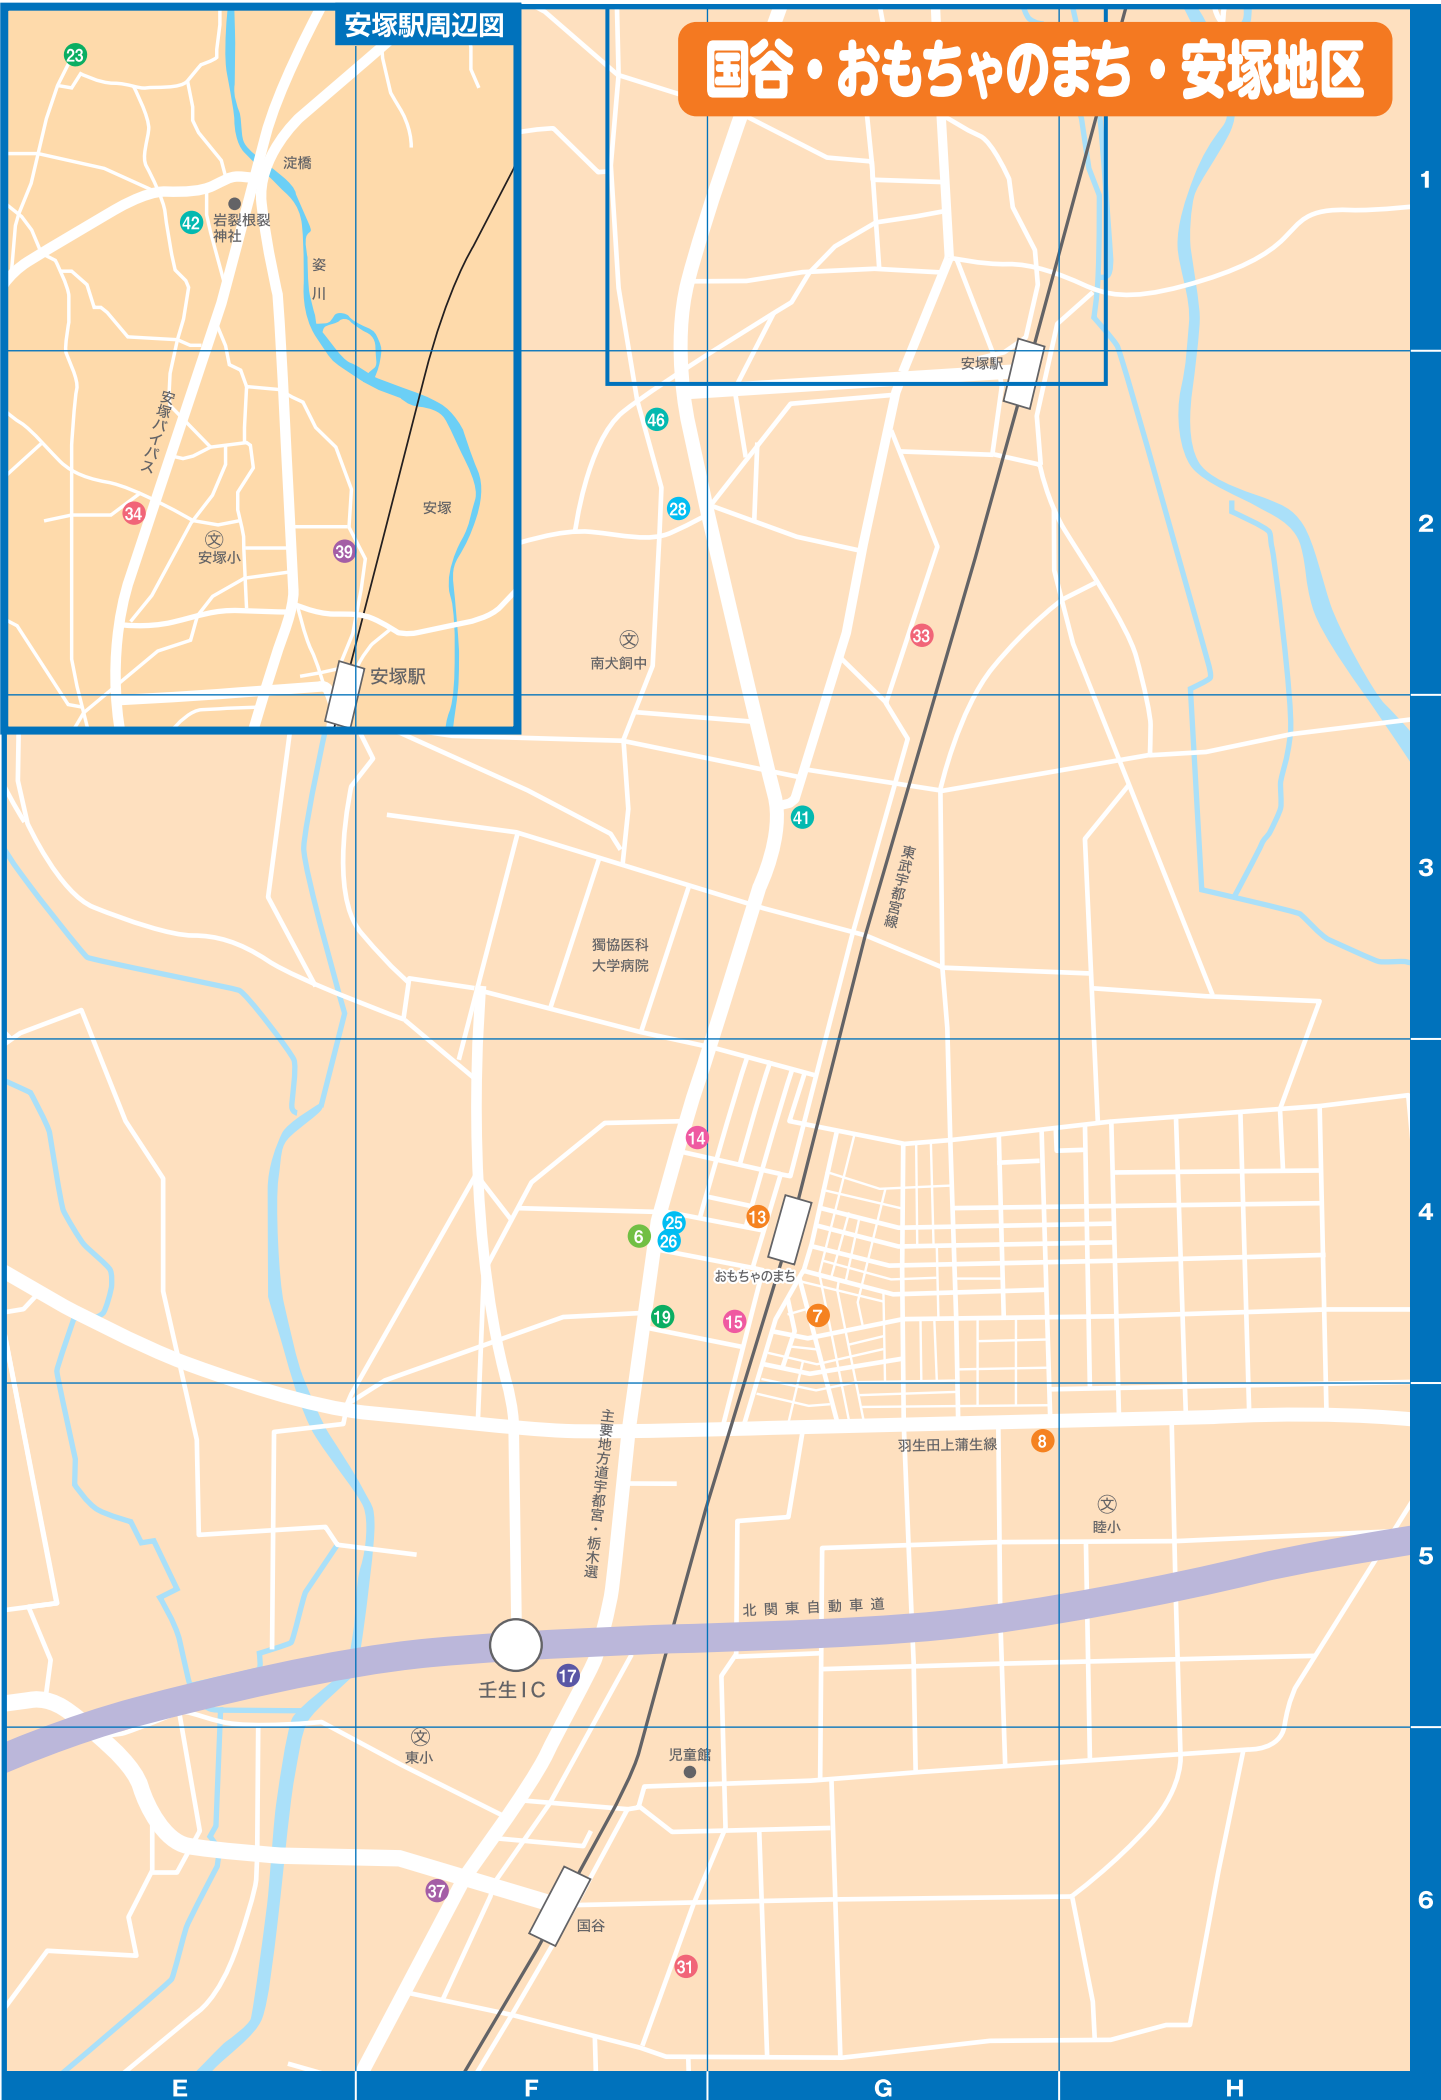 安塚駅周辺図
国谷・おもちゃのまち・安塚地区
23
淀橋
42
岩裂根裂
神社
姿川
1
安塚駅
安塚バイパス
46
28
安塚
34
文
安塚小
39
2
33
文
南犬飼中
安塚駅
41
東武宇都宮線
3
獨協医科
大学病院
14
13
25
6
26
4
おもちゃのまち
19
15
7
主要地方道宇都宮・栃木選
羽生田上蒲生線
8
文
睦小
5
北関東自動車道
17
壬生IC
文
東小
児童館
37
国谷
6
31
E
F
G
H